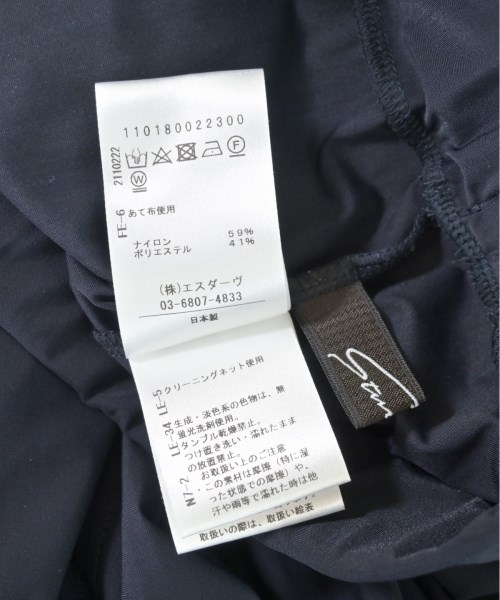 110180022300
2110222
F
W
FE-6
あて布使用
ナイロン 59%
ポリエステル 41%
(株)エスダーヴ
03-6807-4833
日本製
LE-5 クリーニングネット使用
LE-34 生成・淡色系の色物は、無
蛍光洗剤使用。
タンブル乾燥禁止。
つけ置き洗い・濡れたまま
の放置禁止。
N7-2 お取扱い上のご注意
・この素材は摩擦(特に湿
った状態での摩擦)や、
汗や雨等で濡れた時は他
取扱いの際は、取扱い絵表